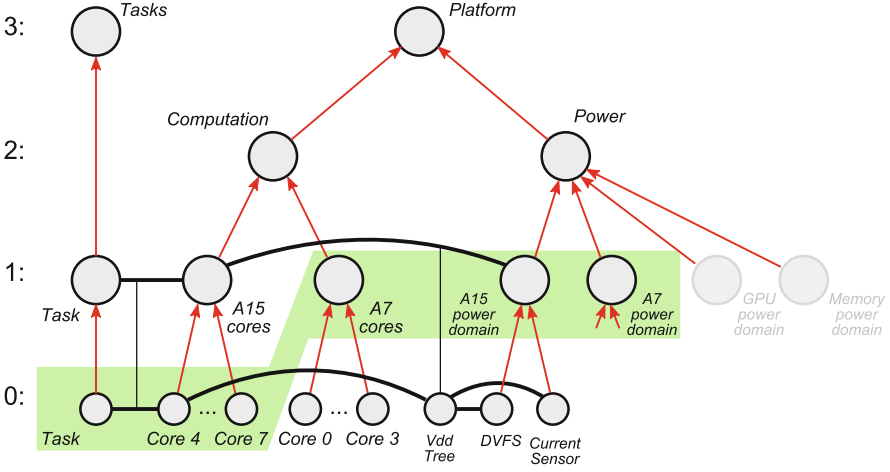 3:
Tasks
Platform
Computation
Power
2:
1:
Task
A15
cores
A7
cores
A15
power
domain
A7
power
domain
GPU
power
domain
Memory
power
domain
0:
...
...
Task
Core 4
Core 7
Core 0
Core 3
Vdd
Tree
DVFS
Current
Sensor